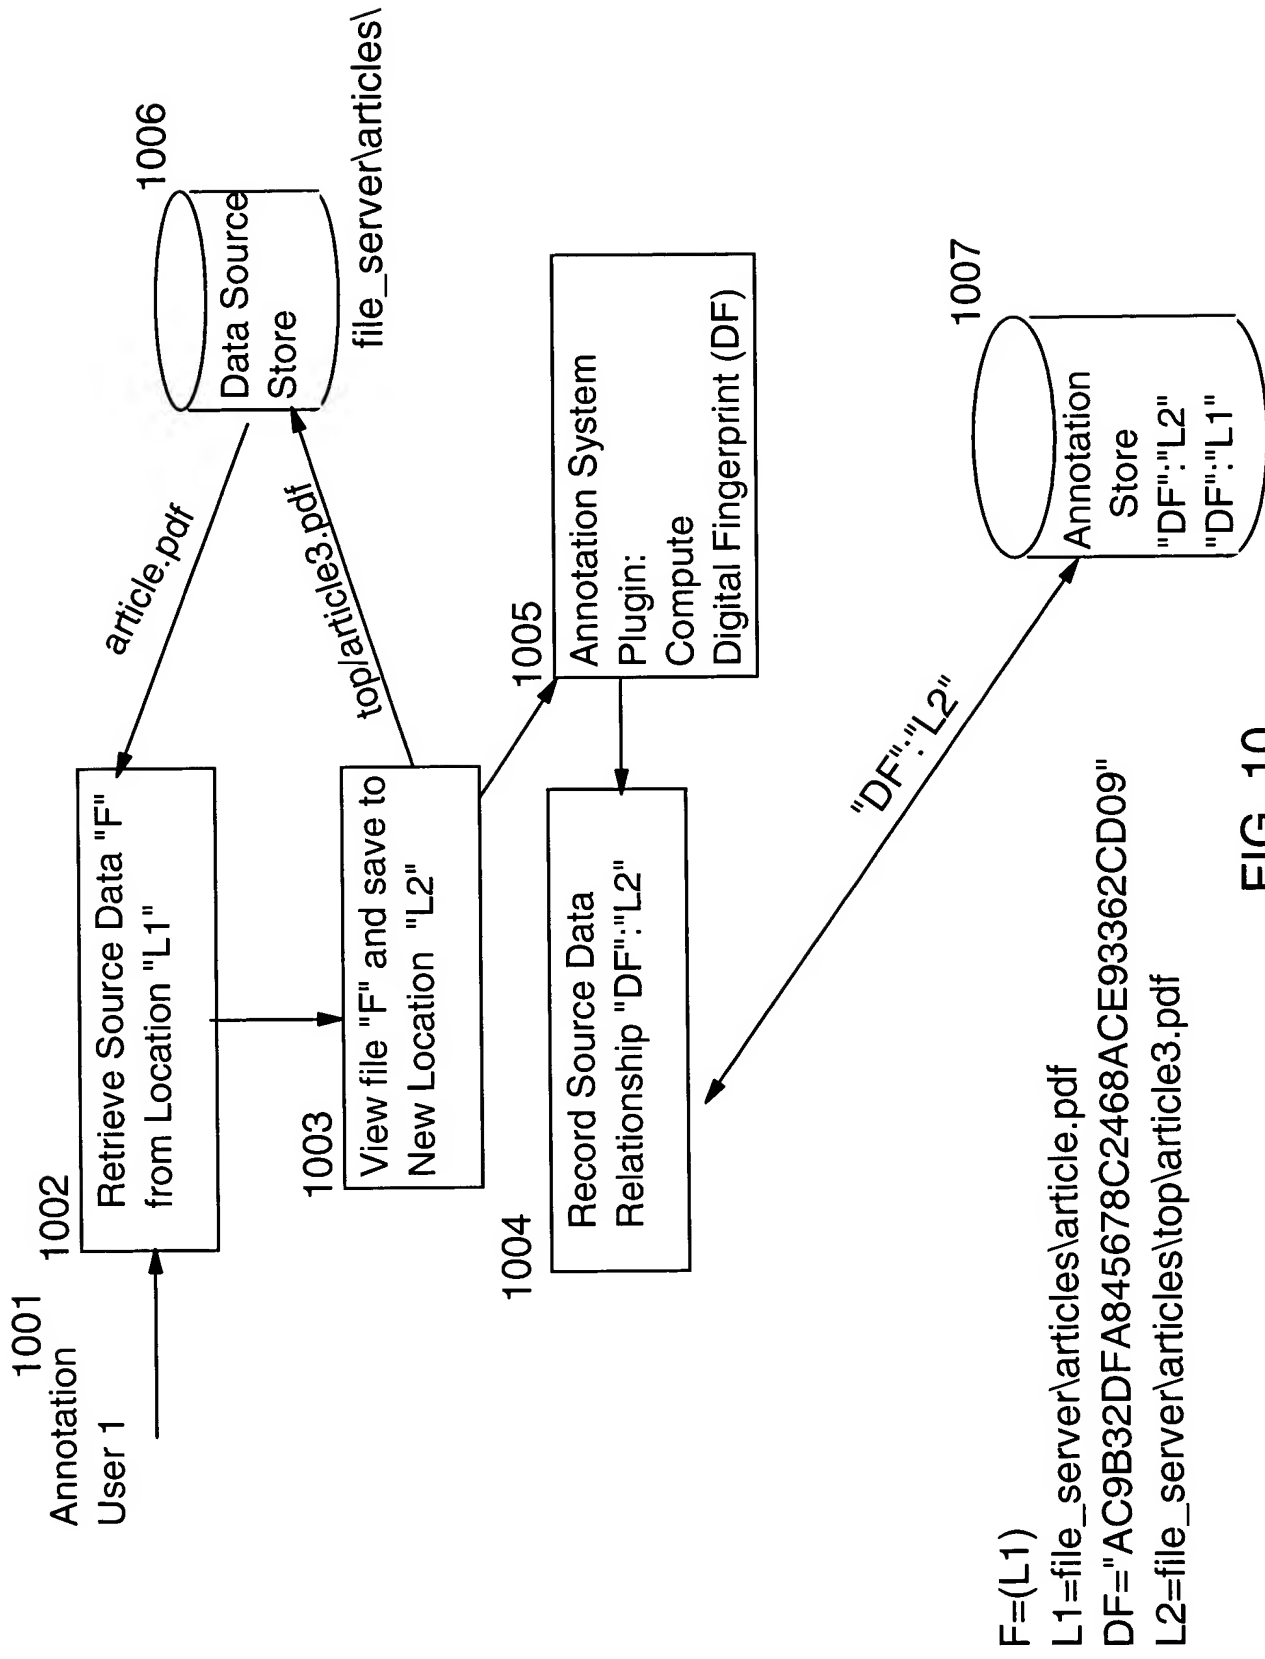 1001
Annotation
User 1
1002
Retrieve Source Data "F"
from Location "L1"
article.pdf
1006
Data Source
Store
file_server\articles\
1003
View file "F" and save to
New Location "L2"
top/article3.pdf
1004
Record Source Data
Relationship "DF":"L2"
1005
Annotation System
Plugin:
Compute
Digital Fingerprint (DF)
"DF":"L2"
1007
Annotation
Store
"DF":"L2"
"DF":"L1"
F=(L1)
L1=file_server\articles\article.pdf
DF="AC9B32DFA845678C2468ACE93362CD09"
L2=file_server\articles\top\article3.pdf
FIG. 10